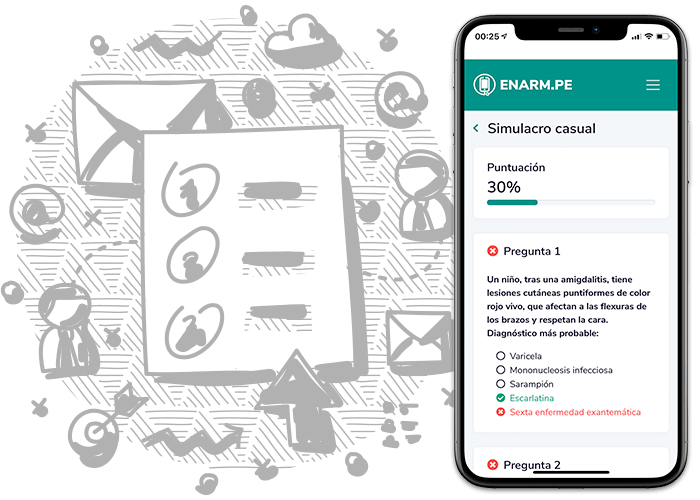 00:25
ENARM.PE
Simulacro casual
Puntuación
30%
Pregunta 1
Un niño, tras una amigdalitis, tiene
lesiones cutáneas puntiformes de color
rojo vivo, que afectan a las flexuras de
los brazos y respetan la cara.
Diagnóstico más probable:
Varicela
Mononucleosis infecciosa
Sarampión
Escarlatina
Sexta enfermedad exantemática
Pregunta 2